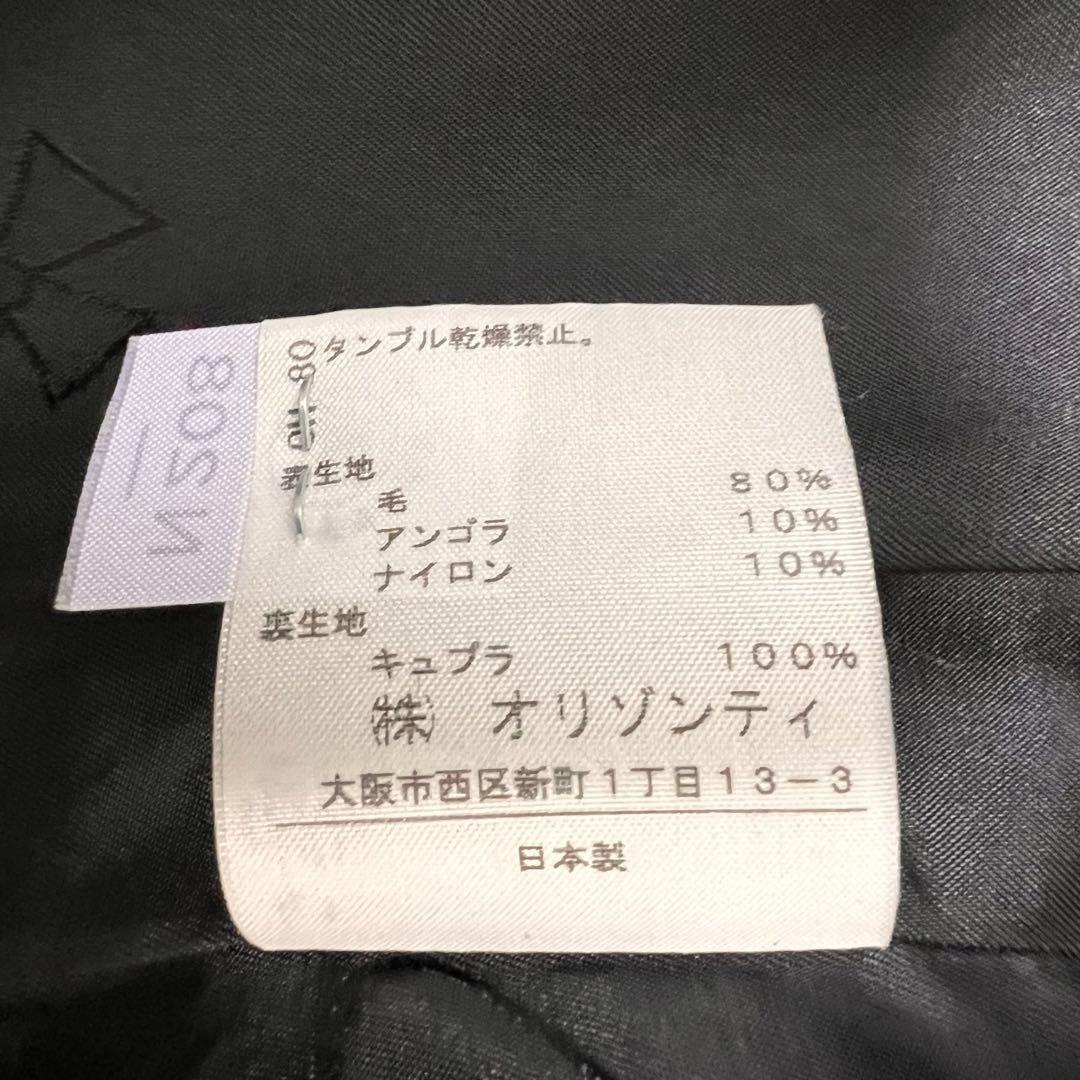 タンブル乾燥禁止。
表生地
毛 80%
アンゴラ 10%
ナイロン 10%
裏生地
キュプラ 100%
㈱ オリゾンティ
大阪市西区新町1丁目13-3
日本製